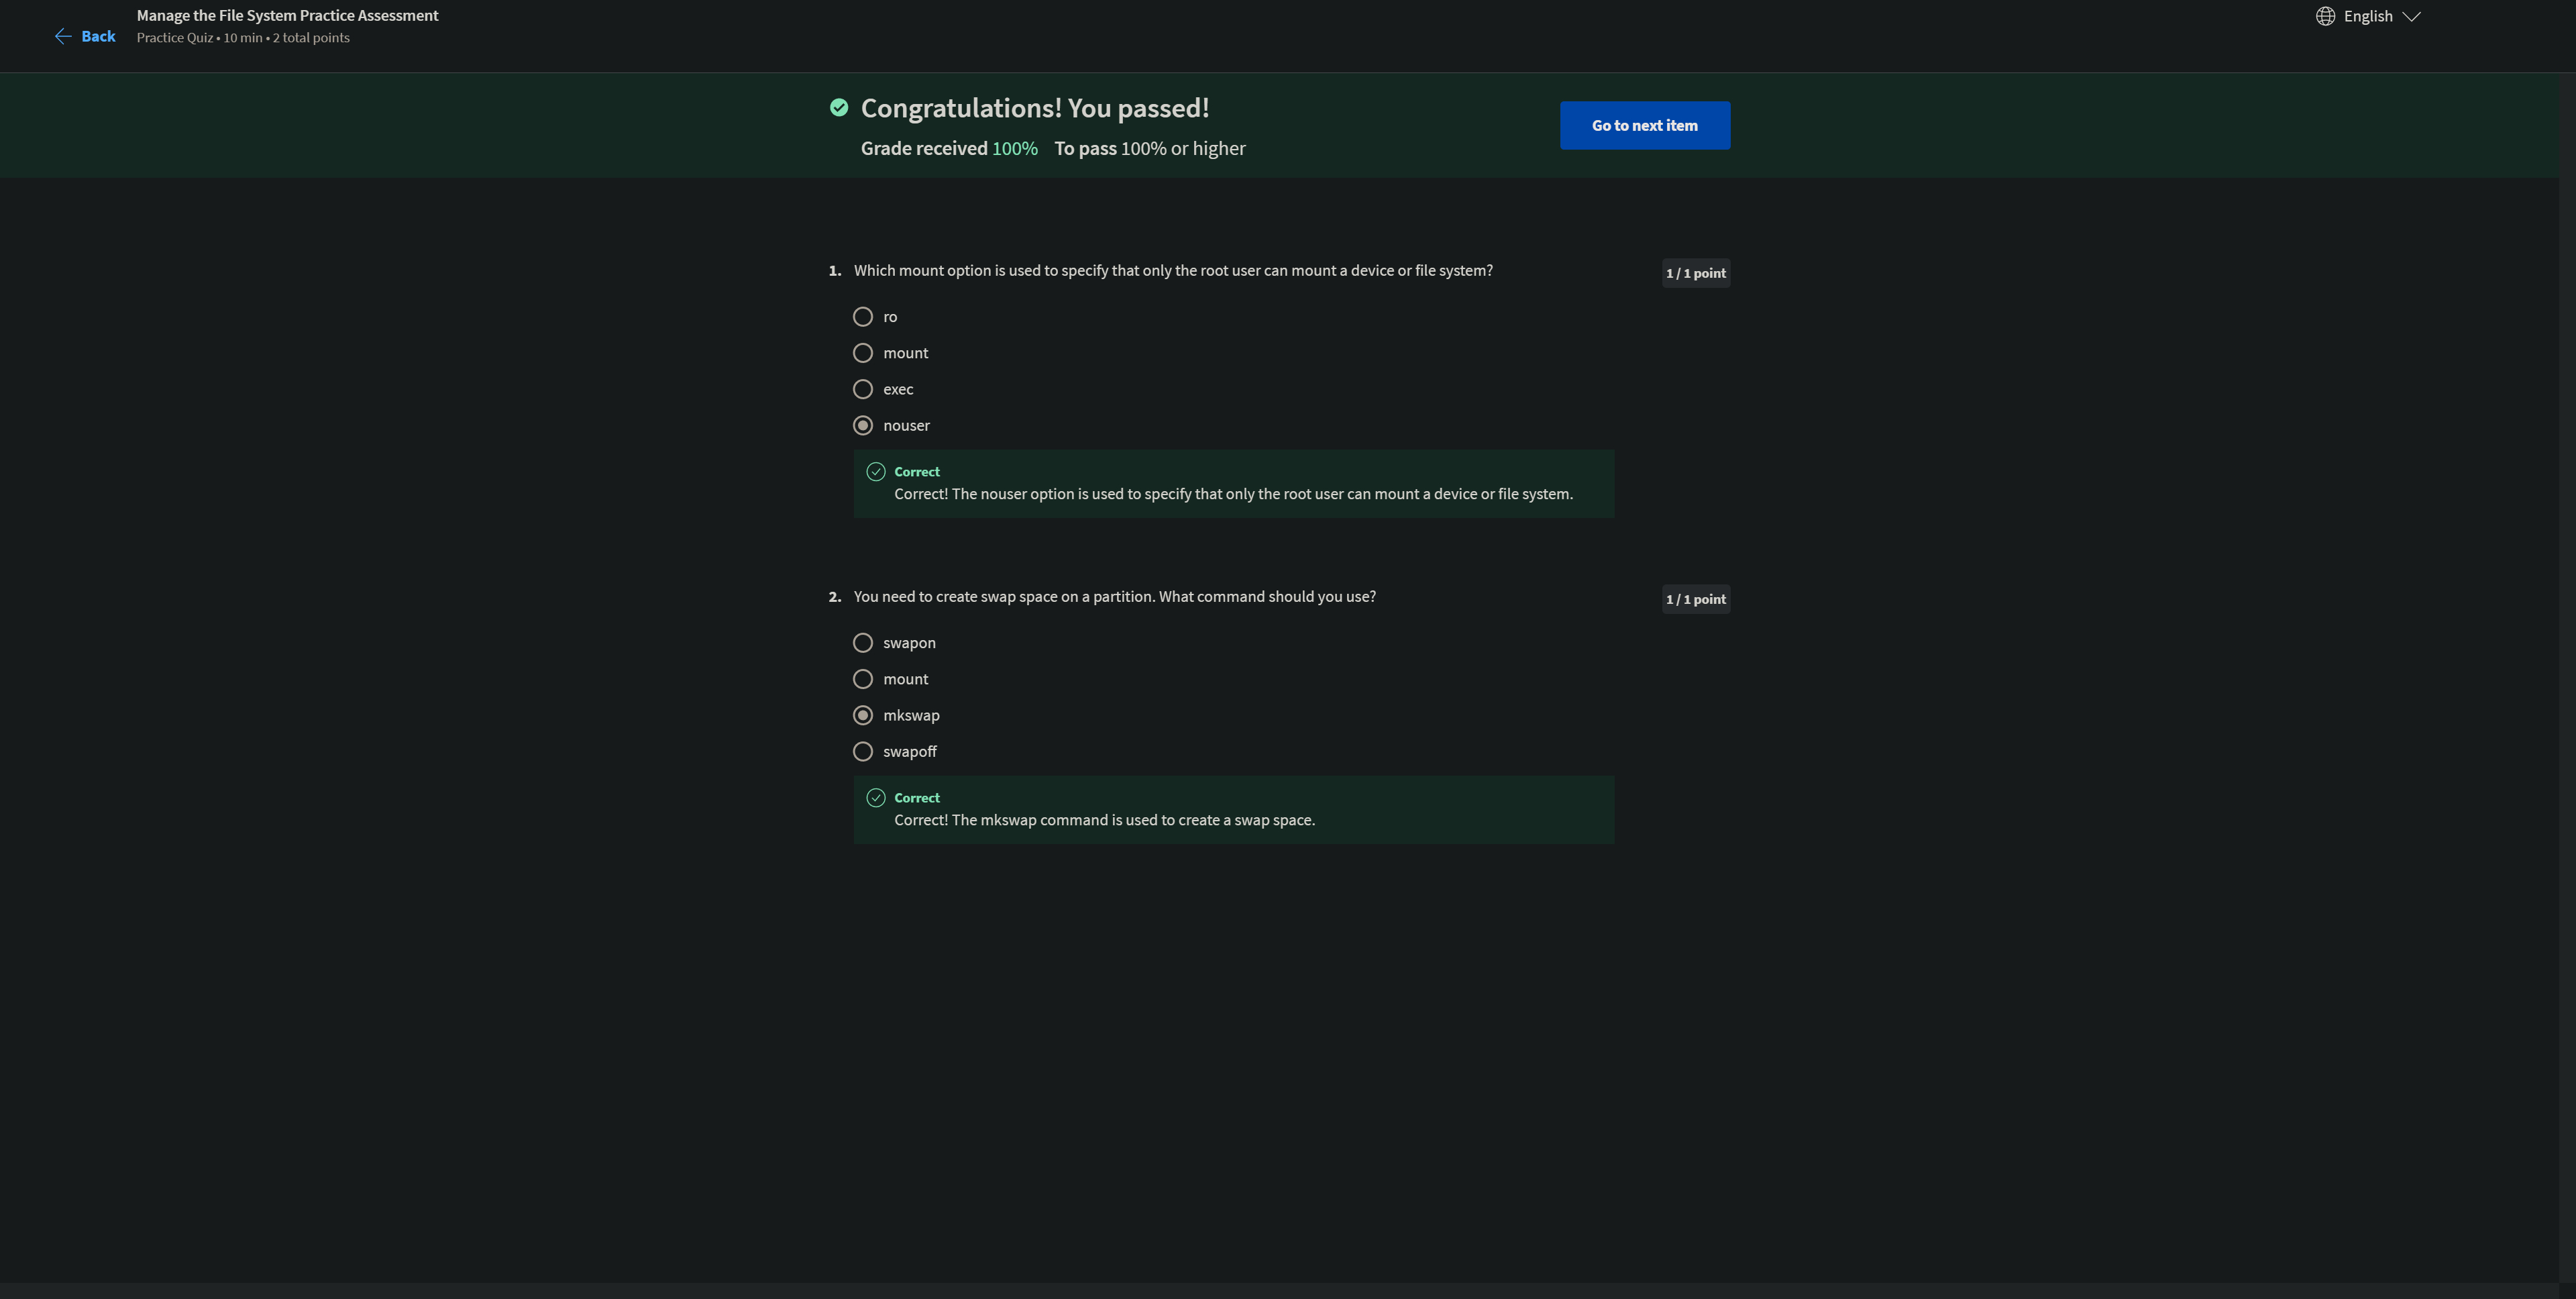 Manage the File System Practice Assessment
Back
Practice Quiz • 10 min • 2 total points
English
Congratulations! You passed!
Grade received 100% To pass 100% or higher
Go to next item
1. Which mount option is used to specify that only the root user can mount a device or file system?
1 / 1 point
ro
mount
exec
nouser
Correct
Correct! The nouser option is used to specify that only the root user can mount a device or file system.
2. You need to create swap space on a partition. What command should you use?
1 / 1 point
swapon
mount
mkswap
swapoff
Correct
Correct! The mkswap command is used to create a swap space.